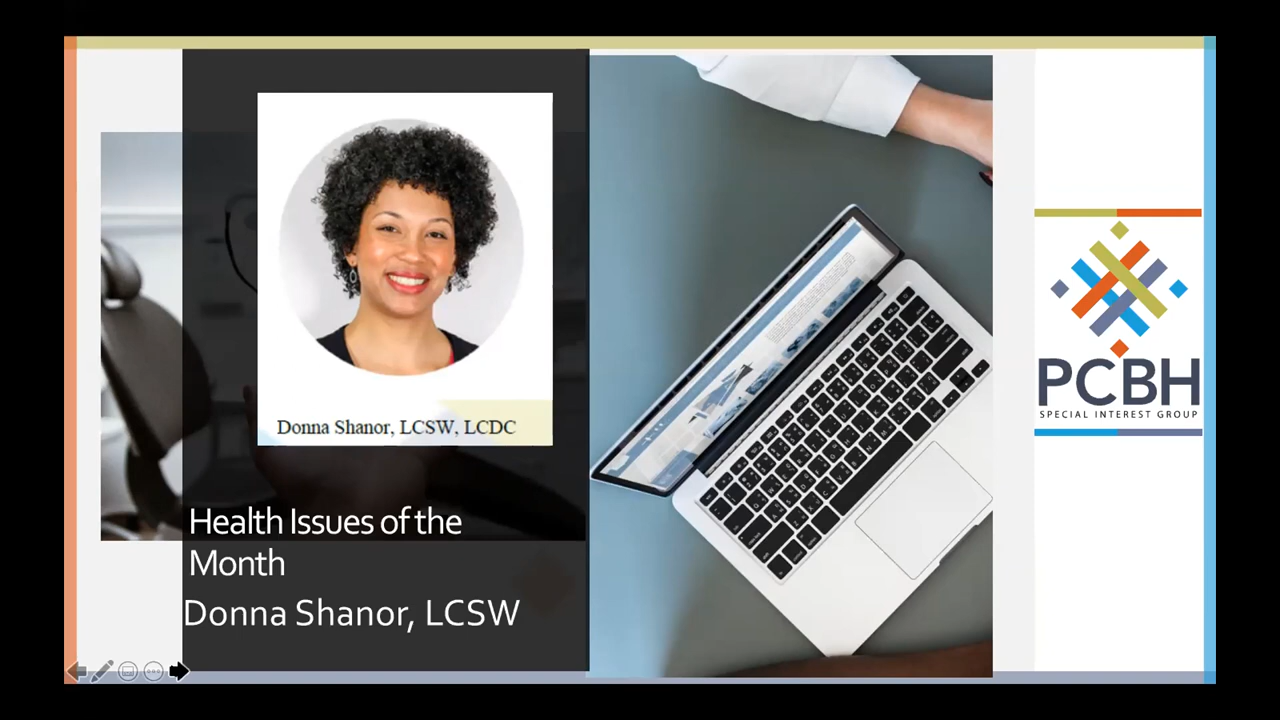 Donna Shanor, LCSW, LCDC
Health Issues of the
Month
Donna Shanor, LCSW
PCBH
SPECIAL INTEREST GROUP